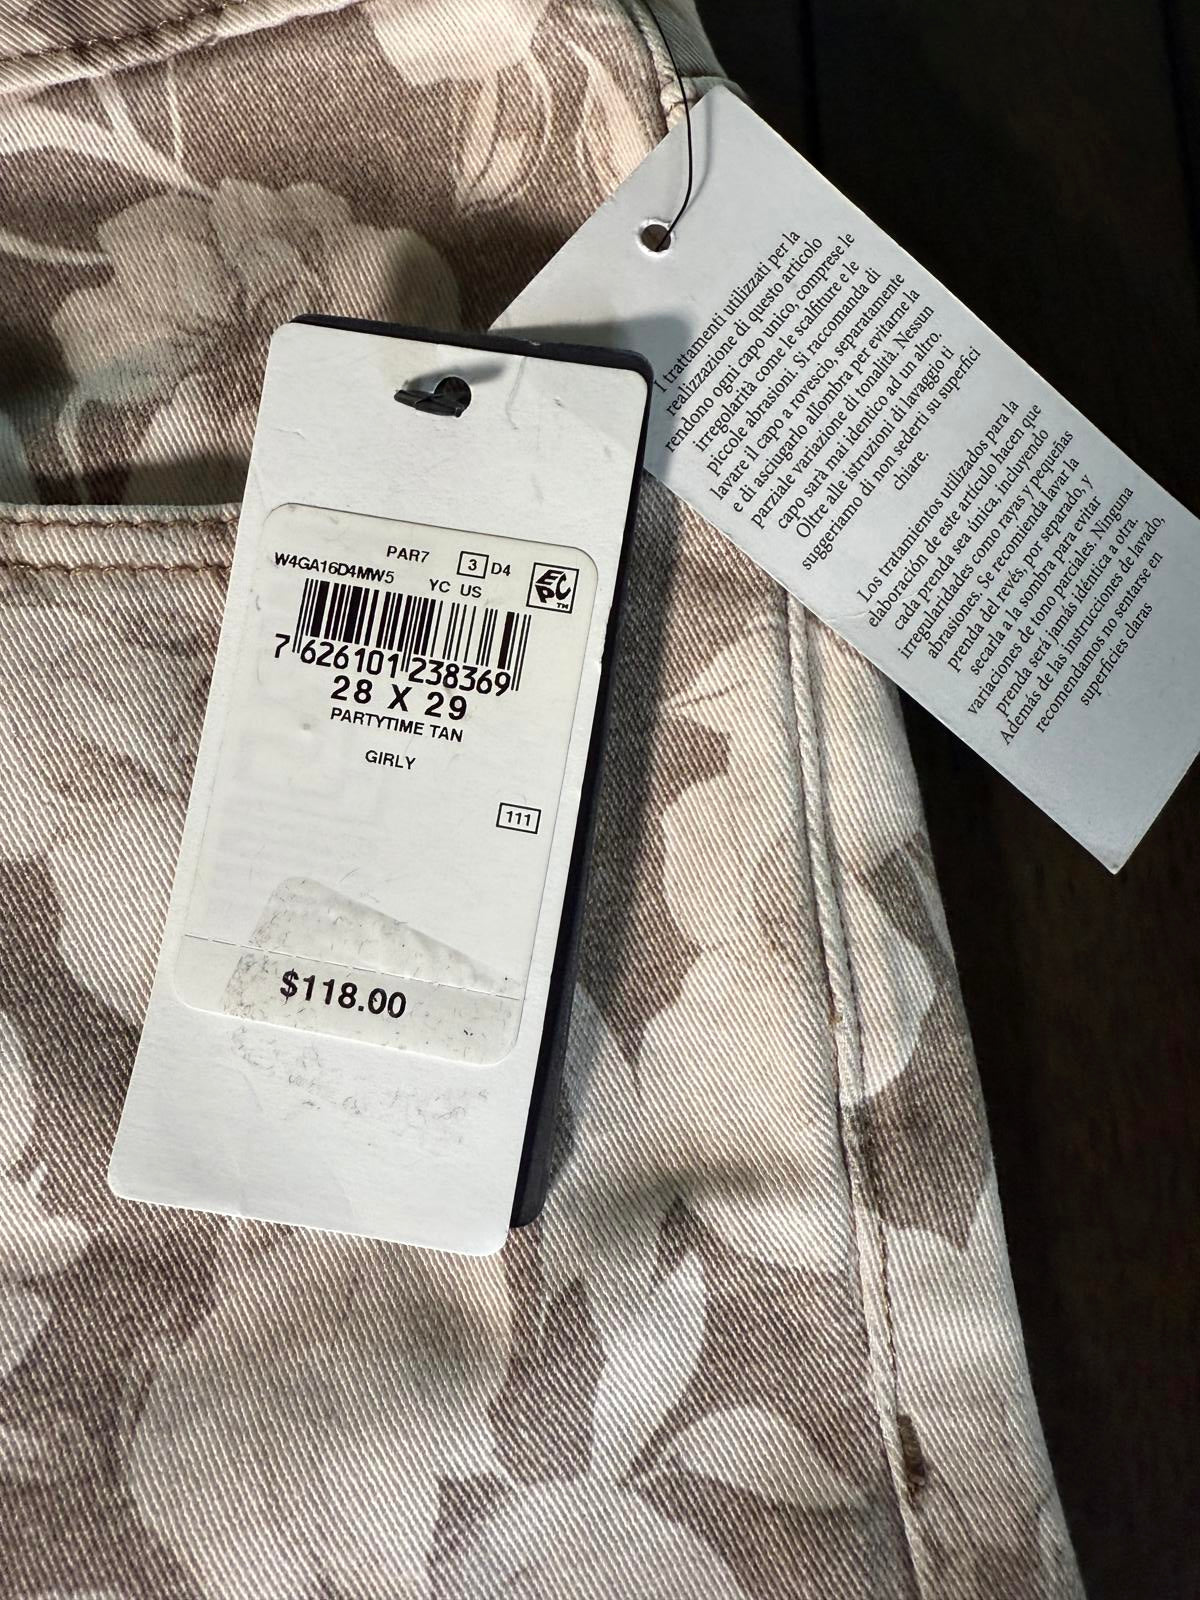 PAR7 3 D4
W4GA16D4MW5 YC US
EPC™
7 626101 238369
28 X 29
PARTYTIME TAN
GIRLY
111
$118.00
I trattamenti utilizzati per la
realizzazione di questo articolo
rendono ogni capo unico, comprese le
irregolarità come le scalfiture e le
piccole abrasioni. Si raccomanda di
lavare il capo a rovescio, separatamente
e di asciugarlo allombra per evitarne la
parziale variazione di tonalità. Nessun
capo sarà mai identico ad un altro.
Oltre alle istruzioni di lavaggio ti
suggeriamo di non sederti su superfici
chiare.
Los tratamientos utilizados para la
elaboración de este artículo hacen que
cada prenda sea única, incluyendo
irregularidades como rayas y pequeñas
abrasiones. Se recomienda lavar la
prenda del revés, por separado, y
secarla a la sombra para evitar
variaciones de tono parciales. Ninguna
prenda será jamás idéntica a otra.
Además de las instrucciones de lavado,
recomendamos no sentarse en
superficies claras